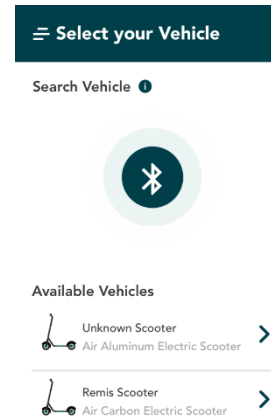 Select your Vehicle
Search Vehicle
Available Vehicles
Unknown Scooter
Air Aluminum Electric Scooter
Remis Scooter
Air Carbon Electric Scooter